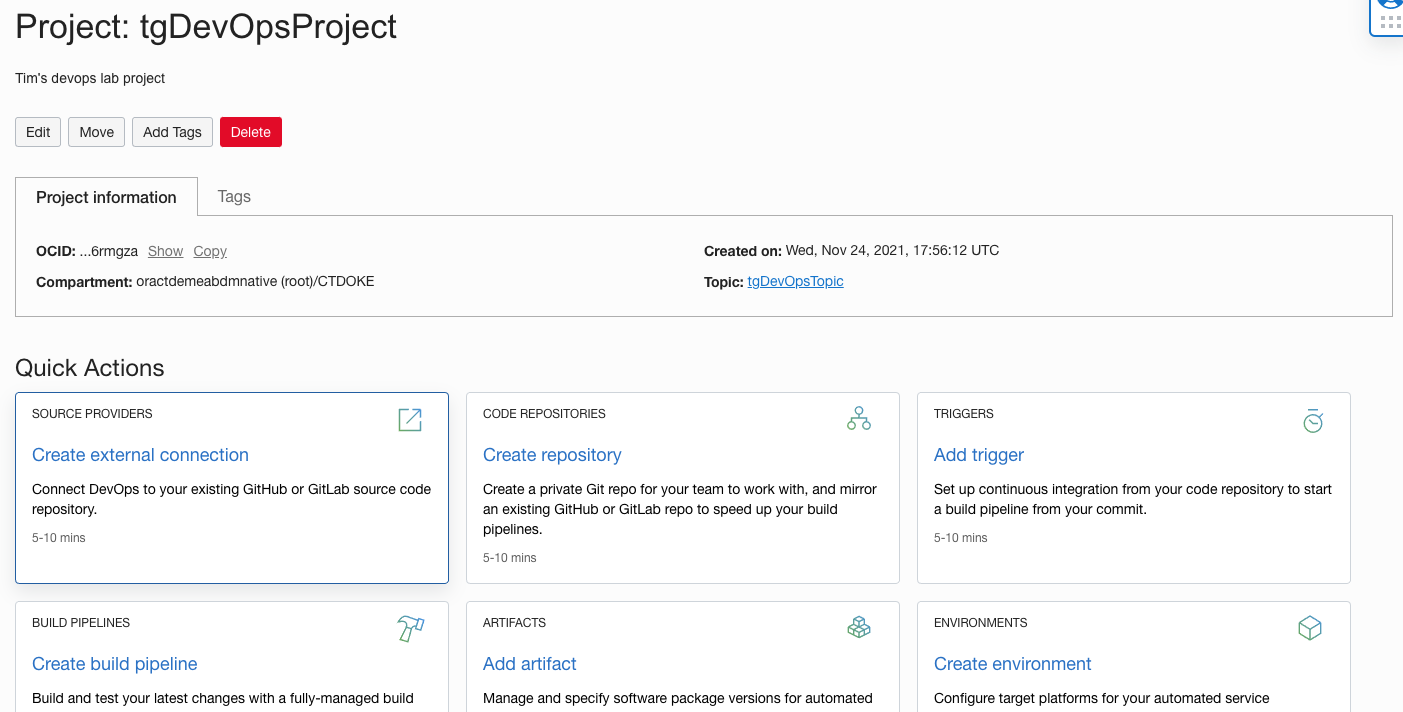 Project: tgDevOpsProject
Tim's devops lab project
Edit Move Add Tags Delete
Project information Tags
OCID: ...6rmgza Show Copy
Created on: Wed, Nov 24, 2021, 17:56:12 UTC
Compartment: oractdemeabdmnative (root)/CTDOKE
Topic: tgDevOpsTopic
Quick Actions
SOURCE PROVIDERS
Create external connection
Connect DevOps to your existing GitHub or GitLab source code
repository.
5-10 mins
CODE REPOSITORIES
Create repository
Create a private Git repo for your team to work with, and mirror
an existing GitHub or GitLab repo to speed up your build
pipelines.
5-10 mins
TRIGGERS
Add trigger
Set up continuous integration from your code repository to start
a build pipeline from your commit.
5-10 mins
BUILD PIPELINES
Create build pipeline
Build and test your latest changes with a fully-managed build
ARTIFACTS
Add artifact
Manage and specify software package versions for automated
ENVIRONMENTS
Create environment
Configure target platforms for your automated service